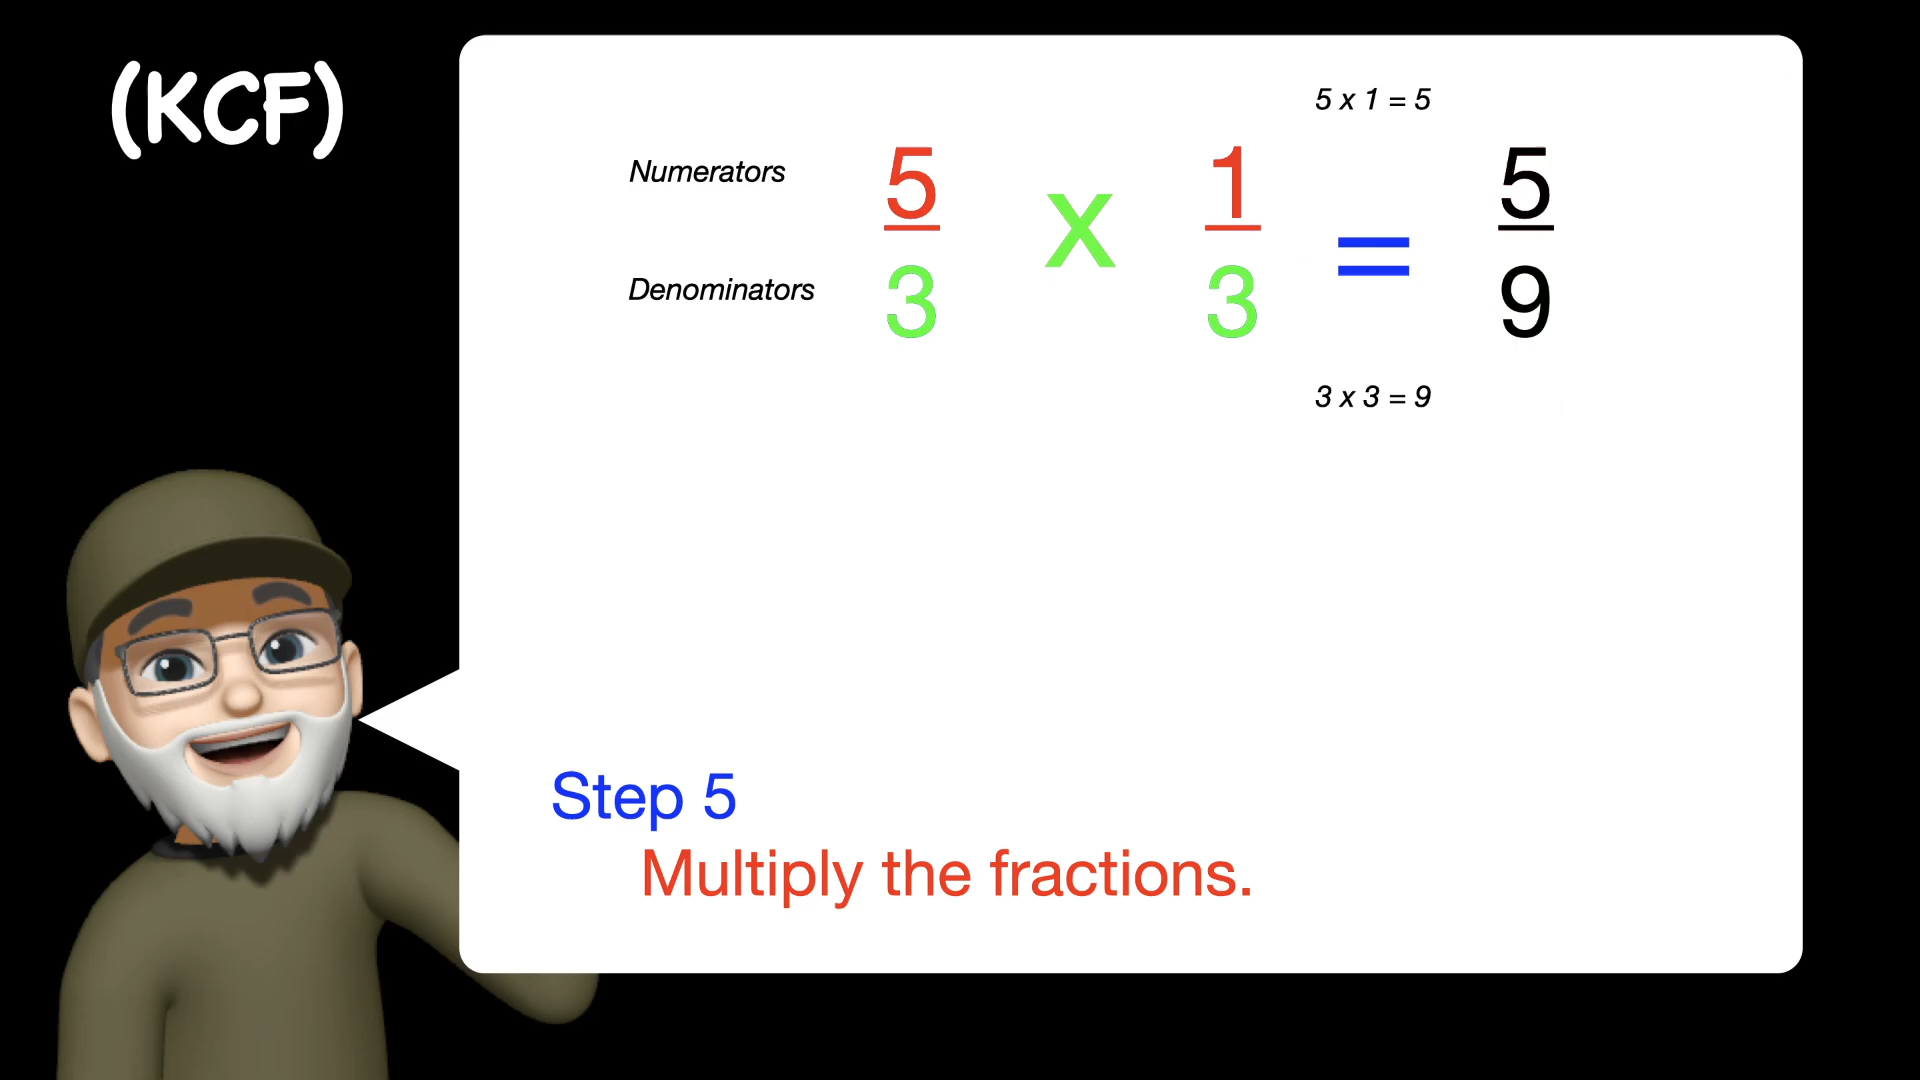 (KCF)
5 x 1 = 5
Numerators 5 x 1 = 5
Denominators 3 3 9
3 x 3 = 9
Step 5
Multiply the fractions.